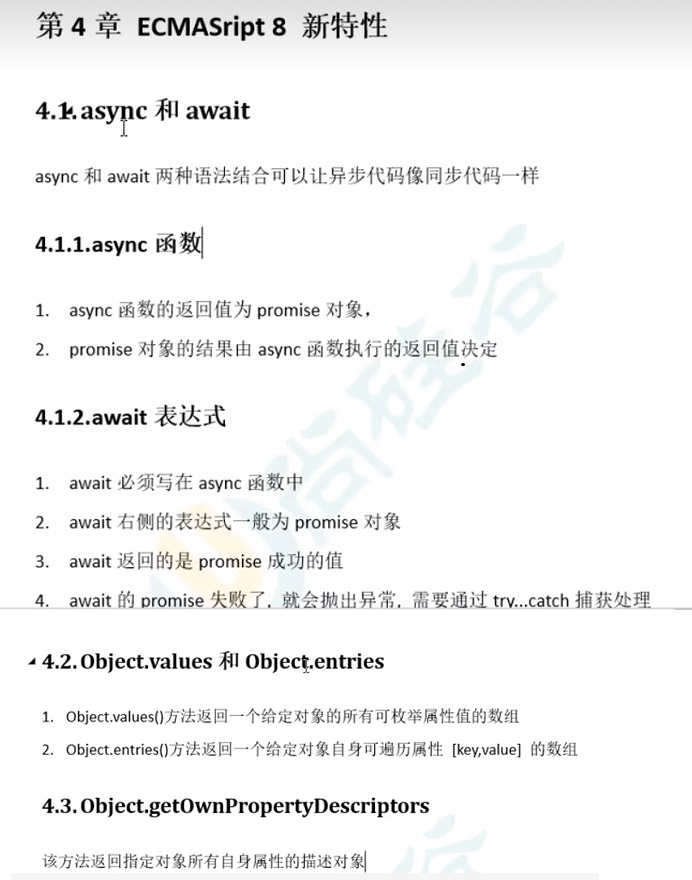 第 4 章 ECMASript 8 新特性
4.1.async 和 await
async 和 await 两种语法结合可以让异步代码像同步代码一样
4.1.1.async 函数
1. async 函数的返回值为 promise 对象，
2. promise 对象的结果由 async 函数执行的返回值决定
4.1.2.await 表达式
1. await 必须写在 async 函数中
2. await 右侧的表达式一般为 promise 对象
3. await 返回的是 promise 成功的值
4. await 的 promise 失败了, 就会抛出异常, 需要通过 try...catch 捕获处理
4.2.Object.values 和 Object.entries
1. Object.values()方法返回一个给定对象的所有可枚举属性值的数组
2. Object.entries()方法返回一个给定对象自身可遍历属性 [key,value] 的数组
4.3.Object.getOwnPropertyDescriptors
该方法返回指定对象所有自身属性的描述对象
尚硅谷